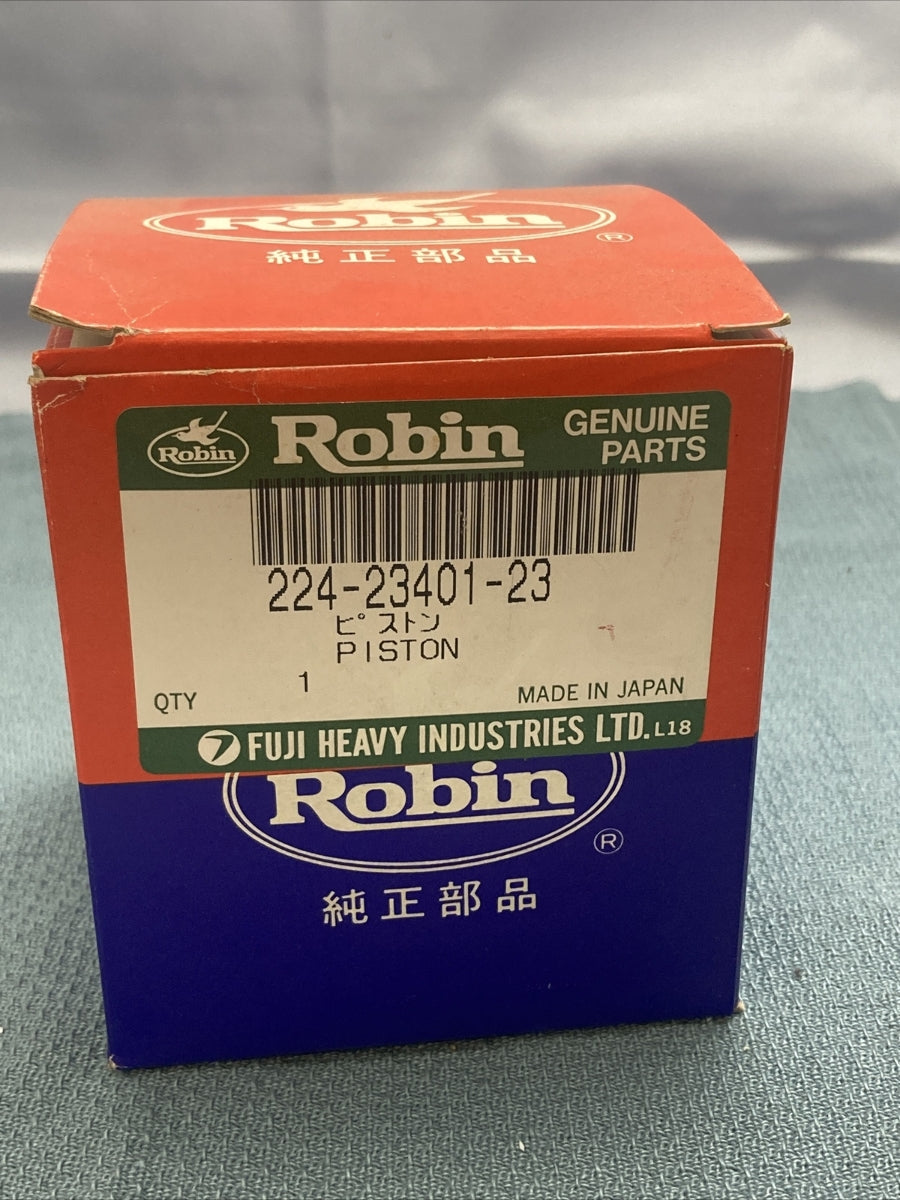 Robin
®
純正部品
Robin
Robin
GENUINE
PARTS
224-23401-23
ピストン
PISTON
QTY 1
MADE IN JAPAN
FUJI HEAVY INDUSTRIES LTD. L18
Robin
®
純正部品